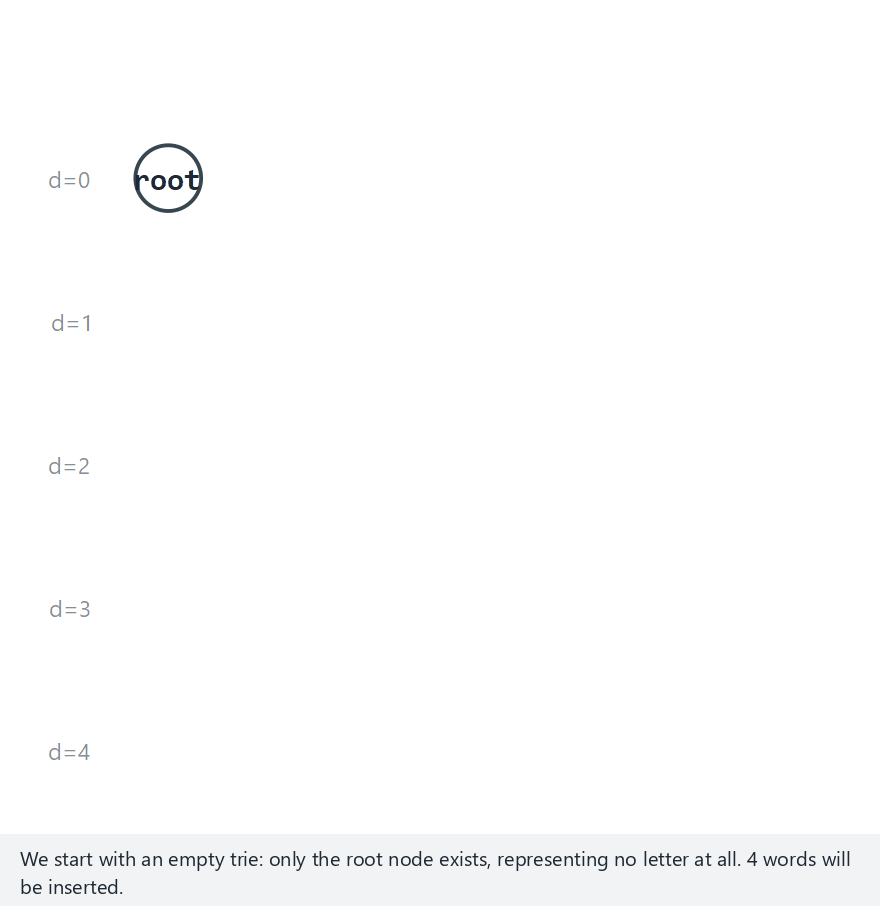 d=0 root
d=1
d=2
d=3
d=4
We start with an empty trie: only the root node exists, representing no letter at all. 4 words will
be inserted.